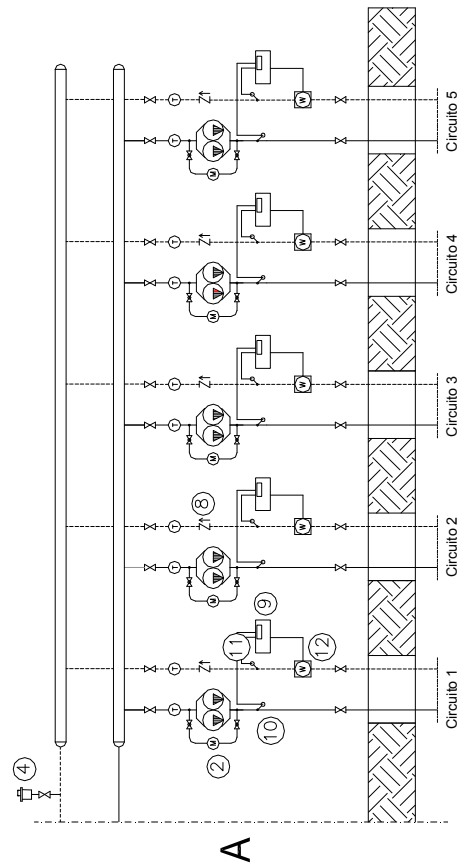 4
T T T T T T T T T T
8
M M M M M
2
A
11
9
10
W W W W W
12
Circuito 1
Circuito 2
Circuito 3
Circuito 4
Circuito 5